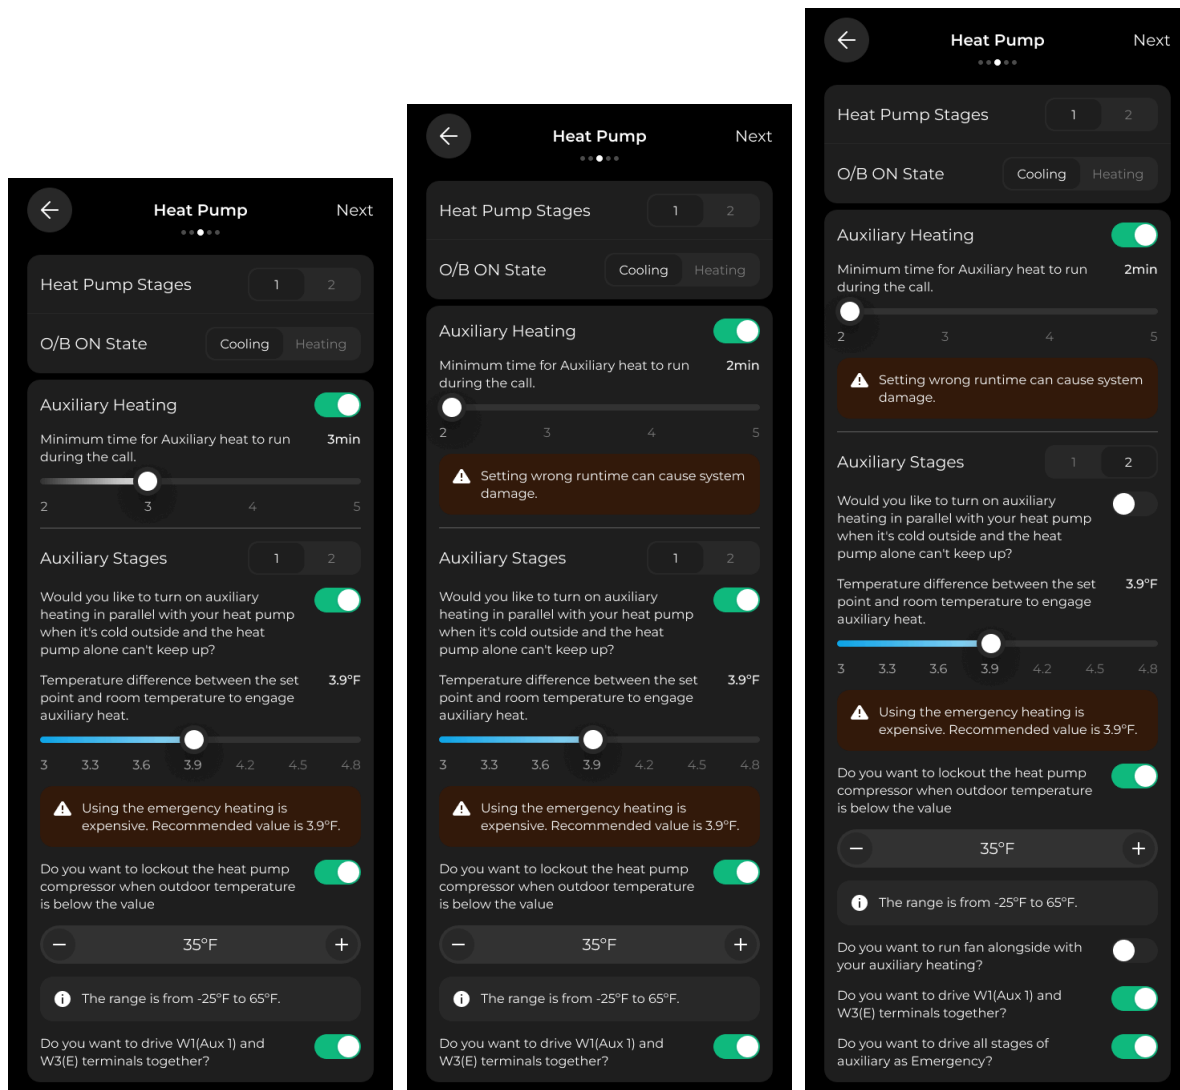 Heat Pump Next
Heat Pump Stages 1 2
O/B ON State Cooling Heating
Auxiliary Heating
Minimum time for Auxiliary heat to run 3min
during the call.
2 3 4 5
Auxiliary Stages 1 2
Would you like to turn on auxiliary
heating in parallel with your heat pump
when it's cold outside and the heat
pump alone can't keep up?
Temperature difference between the set 3.9°F
point and room temperature to engage
auxiliary heat.
3 3.3 3.6 3.9 4.2 4.5 4.8
Using the emergency heating is
expensive. Recommended value is 3.9°F.
Do you want to lockout the heat pump
compressor when outdoor temperature
is below the value
− 35°F +
The range is from -25°F to 65°F.
Do you want to drive W1(Aux 1) and
W3(E) terminals together?
Heat Pump Next
Heat Pump Stages 1 2
O/B ON State Cooling Heating
Auxiliary Heating
Minimum time for Auxiliary heat to run 2min
during the call.
2 3 4 5
Setting wrong runtime can cause system
damage.
Auxiliary Stages 1 2
Would you like to turn on auxiliary
heating in parallel with your heat pump
when it's cold outside and the heat
pump alone can't keep up?
Temperature difference between the set 3.9°F
point and room temperature to engage
auxiliary heat.
3 3.3 3.6 3.9 4.2 4.5 4.8
Using the emergency heating is
expensive. Recommended value is 3.9°F.
Do you want to lockout the heat pump
compressor when outdoor temperature
is below the value
− 35°F +
The range is from -25°F to 65°F.
Do you want to drive W1(Aux 1) and
W3(E) terminals together?
Heat Pump Next
Heat Pump Stages 1 2
O/B ON State Cooling Heating
Auxiliary Heating
Minimum time for Auxiliary heat to run 2min
during the call.
2 3 4 5
Setting wrong runtime can cause system
damage.
Auxiliary Stages 1 2
Would you like to turn on auxiliary
heating in parallel with your heat pump
when it's cold outside and the heat
pump alone can't keep up?
Temperature difference between the set 3.9°F
point and room temperature to engage
auxiliary heat.
3 3.3 3.6 3.9 4.2 4.5 4.8
Using the emergency heating is
expensive. Recommended value is 3.9°F.
Do you want to lockout the heat pump
compressor when outdoor temperature
is below the value
− 35°F +
The range is from -25°F to 65°F.
Do you want to run fan alongside with
your auxiliary heating?
Do you want to drive W1(Aux 1) and
W3(E) terminals together?
Do you want to drive all stages of
auxiliary as Emergency?